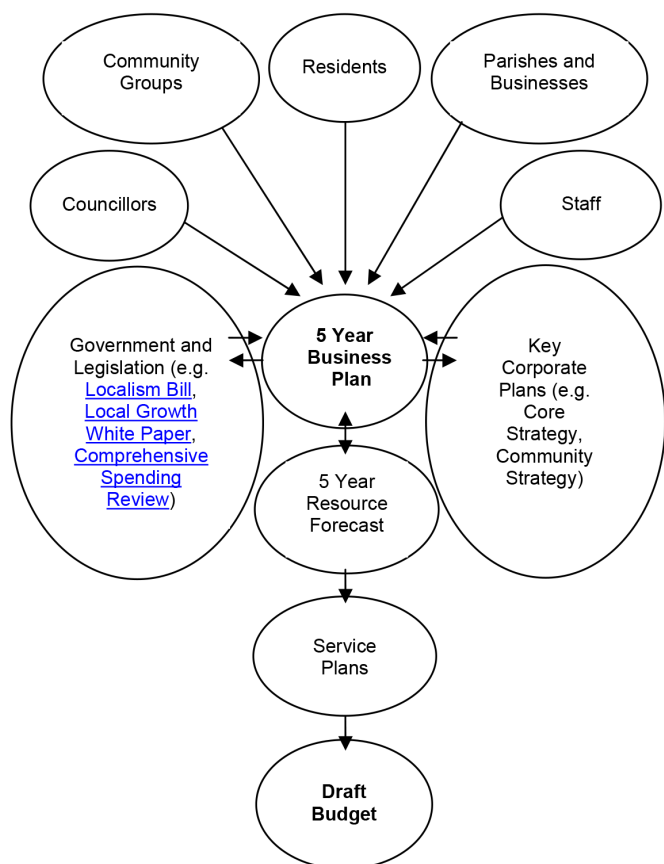 Community
Groups
Residents
Parishes and
Businesses
Councillors
Staff
Government and
Legislation (e.g.
Localism Bill,
Local Growth
White Paper,
Comprehensive
Spending
Review)
5 Year
Business
Plan
Key
Corporate
Plans (e.g.
Core
Strategy,
Community
Strategy)
5 Year
Resource
Forecast
Service
Plans
Draft
Budget